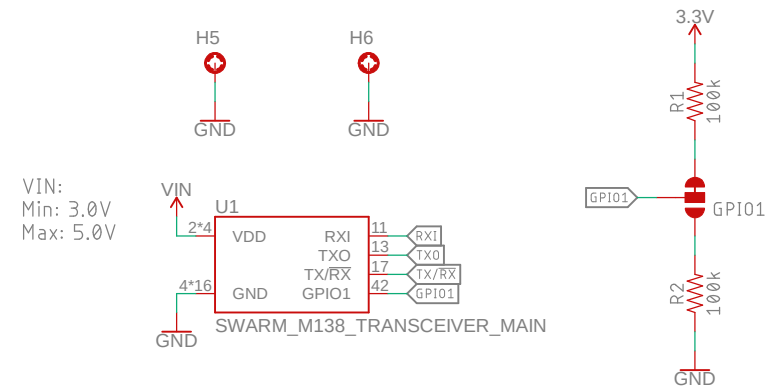 H5
H6
3.3V
GND
GND
R1
100k
VIN:
Min: 3.0V
Max: 5.0V
VIN
U1
GPIO1
GPIO1
2*4
VDD
RXI
11
RXI
TXO
13
TXO
TX/RX
17
TX/RX
4*16
GND
GPIO1
42
GPIO1
R2
100k
GND
SWARM_M138_TRANSCEIVER_MAIN
GND